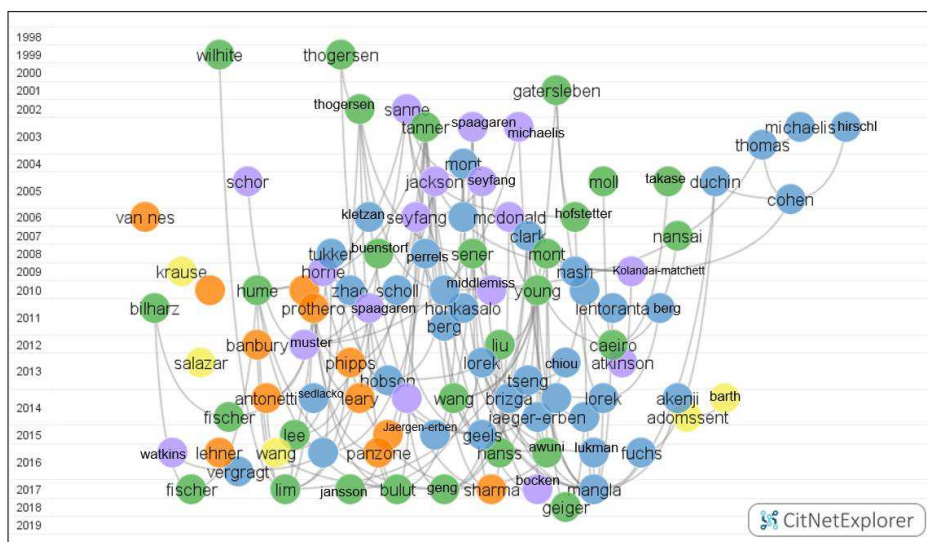 1998
1999
wilhite thogersen
2000
2001
gatersleben
2002
thogersen sanne
tanner spaagaren michaelis
2003
michaelis hirschl
thomas
2004
mont
schor jackson seyfang moll takase duchin
2005
cohen
2006
van nes kletzan seyfang mcdonald hofstetter
clark nansai
2007
2008
tukker buenstorf perrels sener mont
2009
krause horne nash Kolandai-matchett
2010
hume zhao scholl middlemiss young
bilharz prothero spaagaren honkasalo lehtoranta berg
2011
berg
2012
banbury muster liu caeiro
salazar phipps lorek chiou atkinson
2013
hobson tseng
antonetti sedlacko leary wang brizga lorek akenji barth
2014
fischer jaeger-erben adomssent
2015
lee Jaergen-erben geels
watkins lehner wang panzone nanss awuni lukman fuchs
2016
vergragt
2017
fischer lim jansson bulut geng sharma bocken mangla
2018
geiger
2019
CitNetExplorer